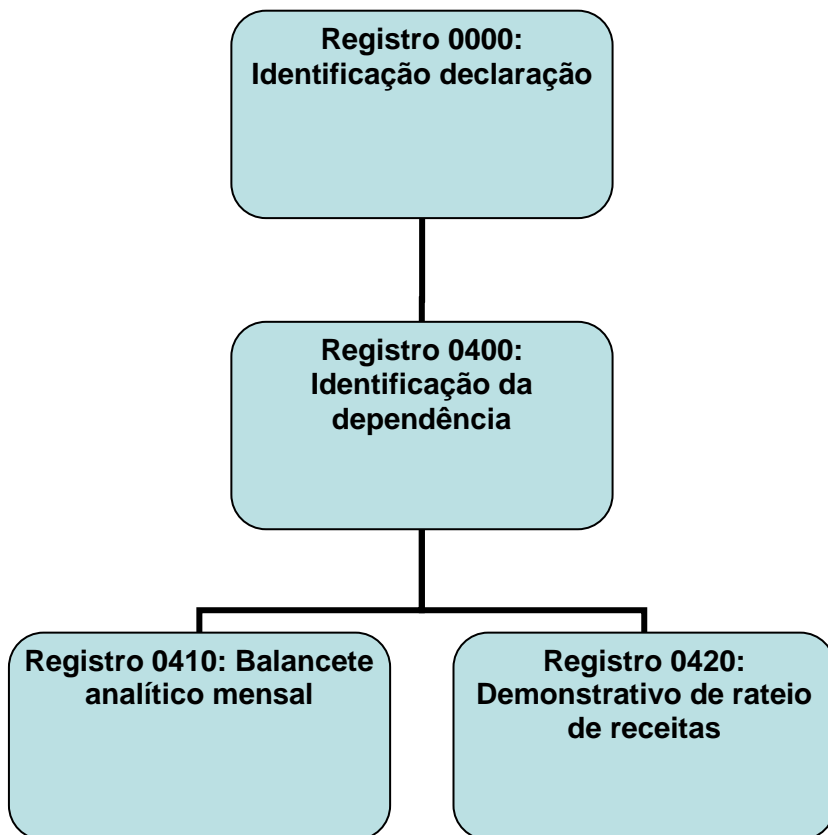 Registro 0000:
Identificação declaração
Registro 0400:
Identificação da
dependência
Registro 0410: Balancete
analítico mensal
Registro 0420:
Demonstrativo de rateio
de receitas